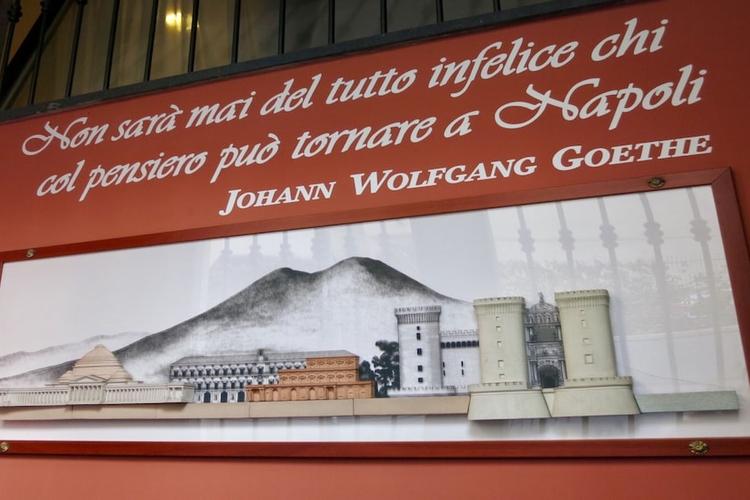 Non sarà mai del tutto infelice chi
col pensiero può tornare a Napoli
JOHANN WOLFGANG GOETHE